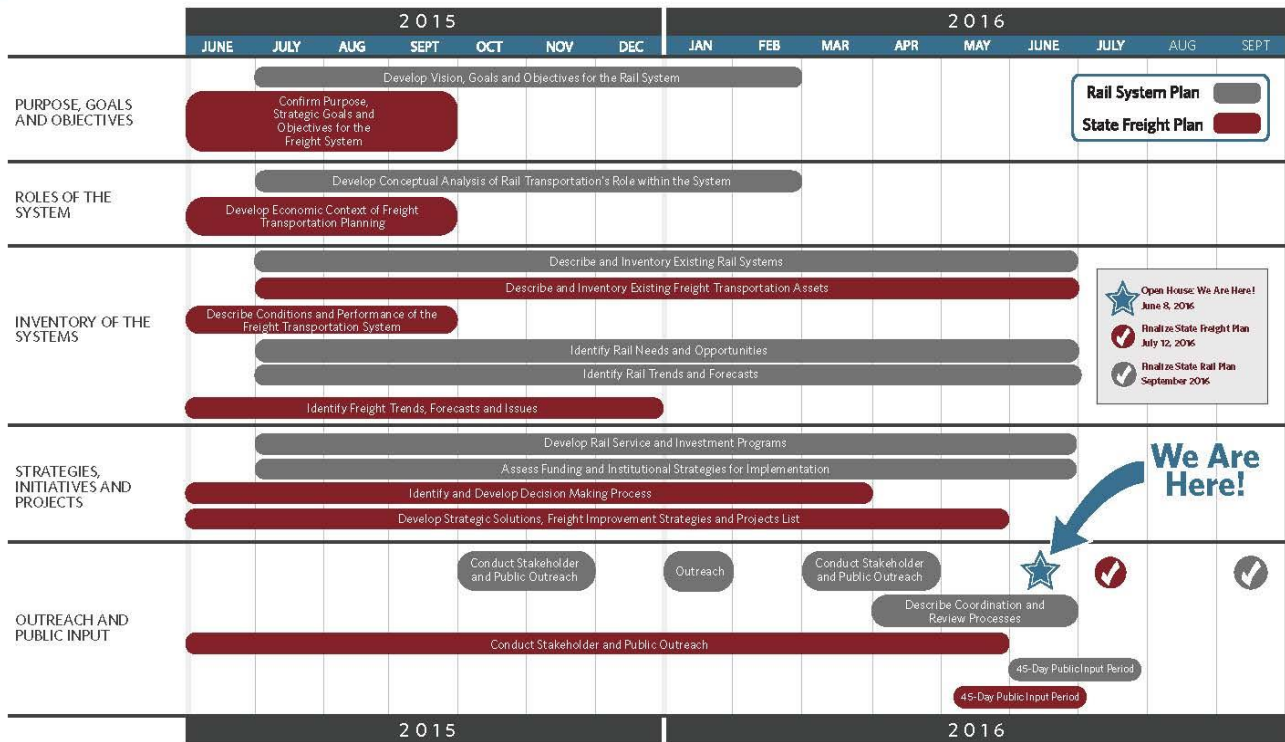 2015
2016
JUNE JULY AUG SEPT OCT NOV DEC JAN FEB MAR APR MAY JUNE JULY AUG SEPT
PURPOSE, GOALS
AND OBJECTIVES
Develop Vision, Goals and Objectives for the Rail System
Confirm Purpose,
Strategic Goals and
Objectives for the
Freight System
Rail System Plan
State Freight Plan
ROLES OF THE
SYSTEM
Develop Conceptual Analysis of Rail Transportation's Role within the System
Develop Economic Context of Freight
Transportation Planning
INVENTORY OF THE
SYSTEMS
Describe and Inventory Existing Rail Systems
Describe and Inventory Existing Freight Transportation Assets
Describe Conditions and Performance of the
Freight Transportation System
Identify Rail Needs and Opportunities
Identify Rail Trends and Forecasts
Identify Freight Trends, Forecasts and Issues
Open House: We Are Here!
June 8, 2016
Finalize State Freight Plan
July 12, 2016
Finalize State Rail Plan
September 2016
STRATEGIES,
INITIATIVES AND
PROJECTS
Develop Rail Service and Investment Programs
Assess Funding and Institutional Strategies for Implementation
Identify and Develop Decision Making Process
Develop Strategic Solutions, Freight Improvement Strategies and Projects List
We Are
Here!
OUTREACH AND
PUBLIC INPUT
Conduct Stakeholder
and Public Outreach
Outreach
Conduct Stakeholder
and Public Outreach
Describe Coordination and
Review Processes
Conduct Stakeholder and Public Outreach
45-Day Public Input Period
45-Day Public Input Period
2015
2016